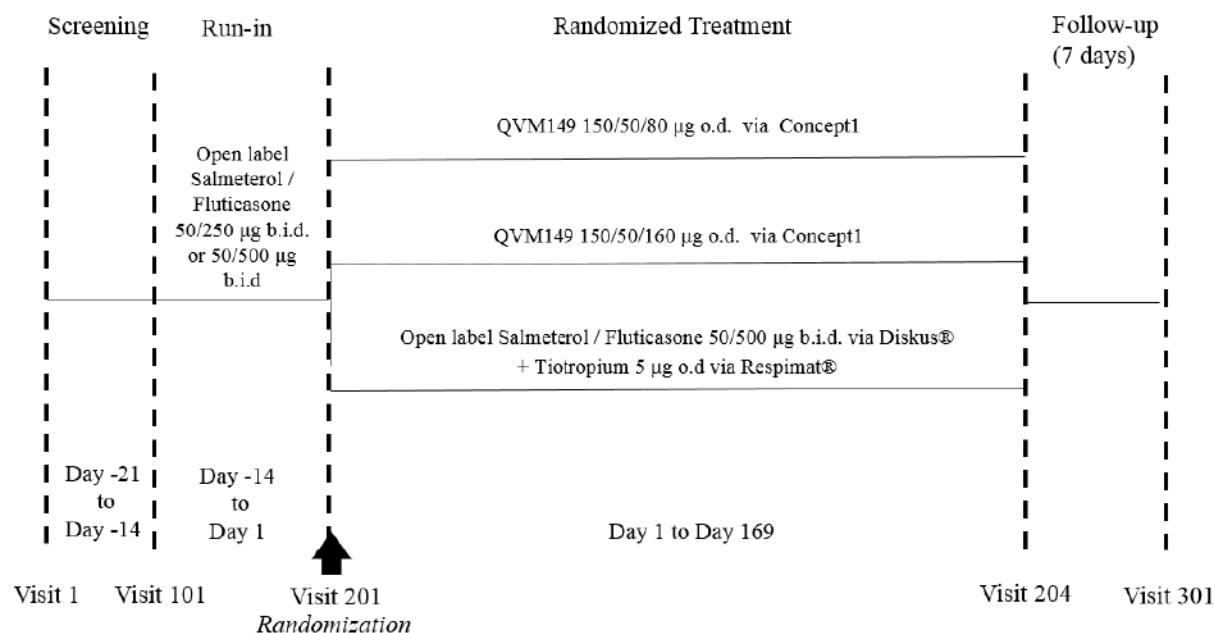 Screening
Run-in
Randomized Treatment
Follow-up
(7 days)
QVM149 150/50/80 µg o.d. via Concept1
Open label
Salmeterol /
Fluticasone
50/250 µg b.i.d.
or 50/500 µg
b.i.d
QVM149 150/50/160 µg o.d. via Concept1
Open label Salmeterol / Fluticasone 50/500 µg b.i.d. via Diskus®
+ Tiotropium 5 µg o.d via Respimat®
Day -21
to
Day -14
Day -14
to
Day 1
Day 1 to Day 169
Visit 1
Visit 101
Visit 201
Randomization
Visit 204
Visit 301